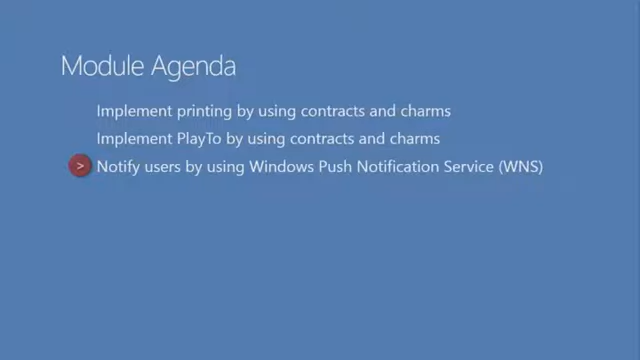 Module Agenda
Implement printing by using contracts and charms
Implement PlayTo by using contracts and charms
> Notify users by using Windows Push Notification Service (WNS)